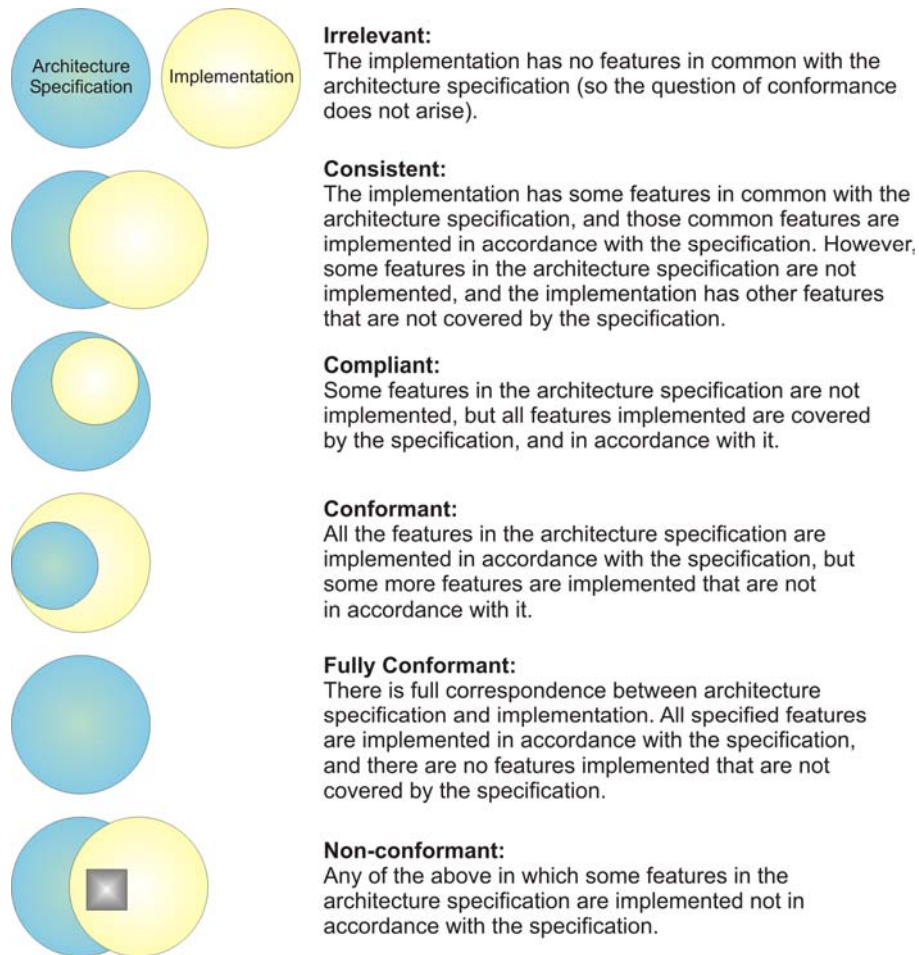 Architecture
Specification
Implementation
Irrelevant:
The implementation has no features in common with the
architecture specification (so the question of conformance
does not arise).
Consistent:
The implementation has some features in common with the
architecture specification, and those common features are
implemented in accordance with the specification. However,
some features in the architecture specification are not
implemented, and the implementation has other features
that are not covered by the specification.
Compliant:
Some features in the architecture specification are not
implemented, but all features implemented are covered
by the specification, and in accordance with it.
Conformant:
All the features in the architecture specification are
implemented in accordance with the specification, but
some more features are implemented that are not
in accordance with it.
Fully Conformant:
There is full correspondence between architecture
specification and implementation. All specified features
are implemented in accordance with the specification,
and there are no features implemented that are not
covered by the specification.
Non-conformant:
Any of the above in which some features in the
architecture specification are implemented not in
accordance with the specification.